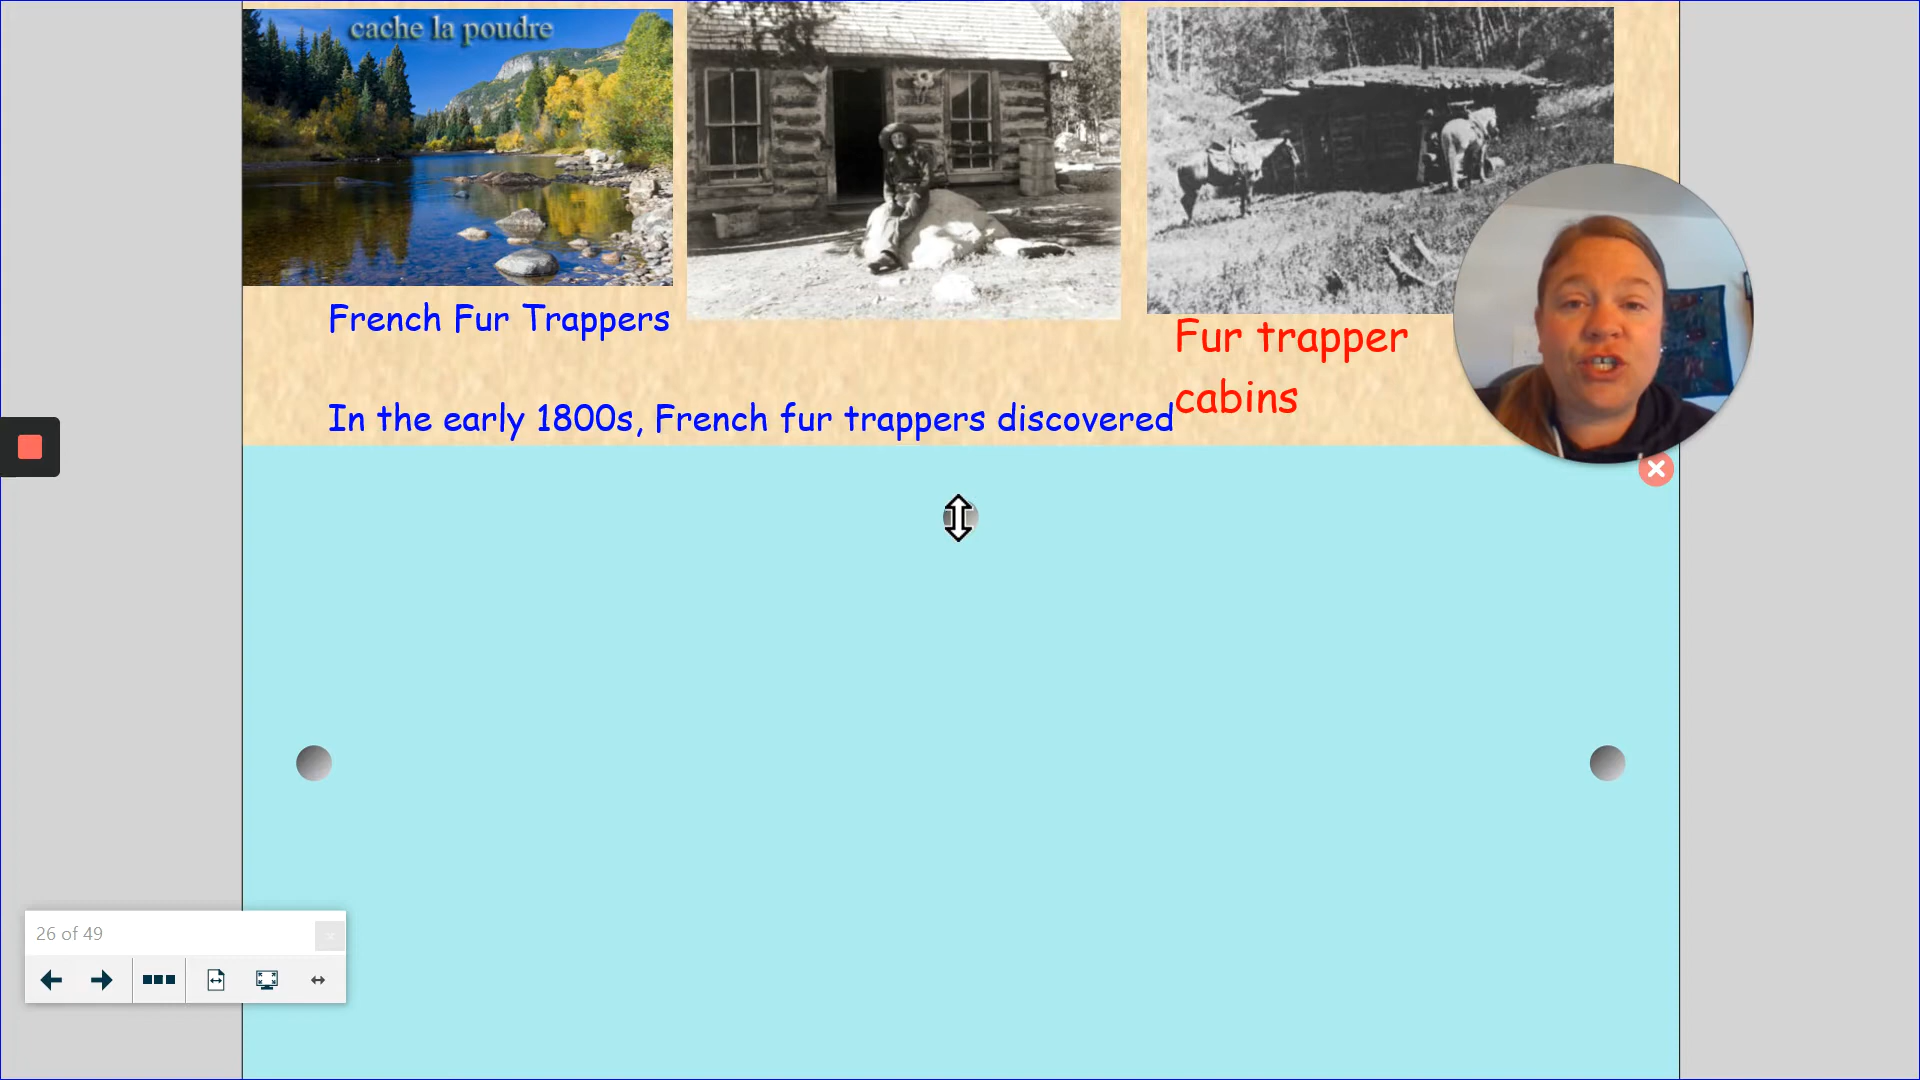 cache la poudre
French Fur Trappers
Fur trapper
cabins
In the early 1800s, French fur trappers discovered
26 of 49